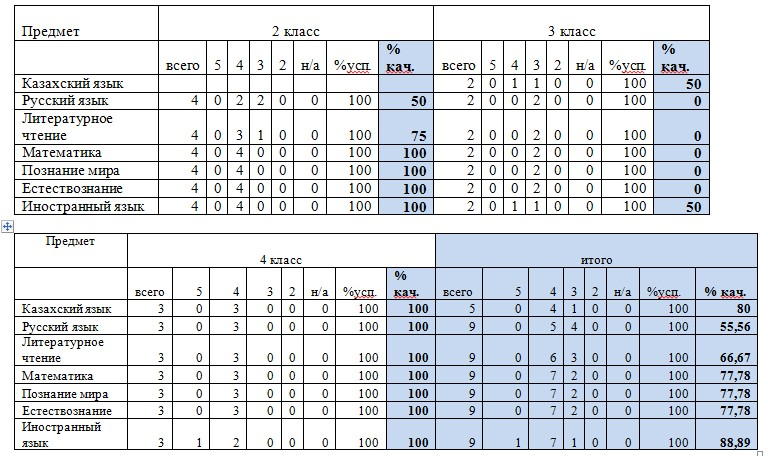 Предмет 2 класс 3 класс
всего 5 4 3 2 н/а %усп. % кач. всего 5 4 3 2 н/а %усп. % кач.
Казахский язык 2 0 1 1 0 0 100 50
Русский язык 4 0 2 2 0 0 100 50 2 0 0 2 0 0 100 0
Литературное
чтение 4 0 3 1 0 0 100 75 2 0 0 2 0 0 100 0
Математика 4 0 4 0 0 0 100 100 2 0 0 2 0 0 100 0
Познание мира 4 0 4 0 0 0 100 100 2 0 0 2 0 0 100 0
Естествознание 4 0 4 0 0 0 100 100 2 0 0 2 0 0 100 0
Иностранный язык 4 0 4 0 0 0 100 100 2 0 1 1 0 0 100 50
Предмет
4 класс итого
всего 5 4 3 2 н/а %усп. % кач. всего 5 4 3 2 н/а %усп. % кач.
Казахский язык 3 0 3 0 0 0 100 100 5 0 4 1 0 0 100 80
Русский язык 3 0 3 0 0 0 100 100 9 0 5 4 0 0 100 55,56
Литературное
чтение 3 0 3 0 0 0 100 100 9 0 6 3 0 0 100 66,67
Математика 3 0 3 0 0 0 100 100 9 0 7 2 0 0 100 77,78
Познание мира 3 0 3 0 0 0 100 100 9 0 7 2 0 0 100 77,78
Естествознание 3 0 3 0 0 0 100 100 9 0 7 2 0 0 100 77,78
Иностранный
язык 3 1 2 0 0 0 100 100 9 1 7 1 0 0 100 88,89